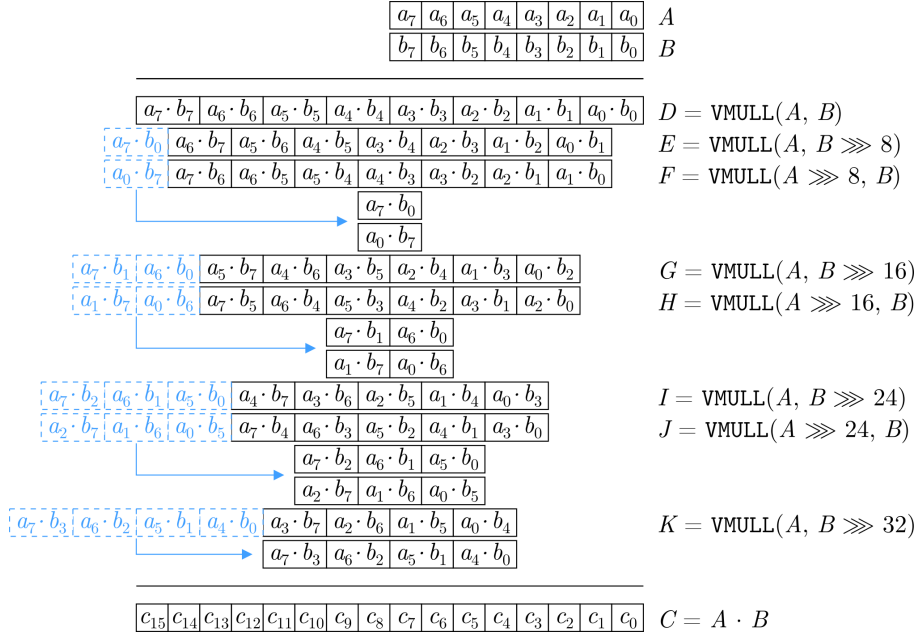 a₇ a₆ a₅ a₄ a₃ a₂ a₁ a₀ A
b₇ b₆ b₅ b₄ b₃ b₂ b₁ b₀ B
a₇ · b₇ a₆ · b₆ a₅ · b₅ a₄ · b₄ a₃ · b₃ a₂ · b₂ a₁ · b₁ a₀ · b₀ D = VMULL(A, B)
a₇ · b₀ a₆ · b₇ a₅ · b₆ a₄ · b₅ a₃ · b₄ a₂ · b₃ a₁ · b₂ a₀ · b₁ E = VMULL(A, B ⋙ 8)
a₀ · b₇ a₇ · b₆ a₆ · b₅ a₅ · b₄ a₄ · b₃ a₃ · b₂ a₂ · b₁ a₁ · b₀ F = VMULL(A ⋙ 8, B)
a₇ · b₀
a₀ · b₇
a₇ · b₁ a₆ · b₀ a₅ · b₇ a₄ · b₆ a₃ · b₅ a₂ · b₄ a₁ · b₃ a₀ · b₂ G = VMULL(A, B ⋙ 16)
a₁ · b₇ a₀ · b₆ a₇ · b₅ a₆ · b₄ a₅ · b₃ a₄ · b₂ a₃ · b₁ a₂ · b₀ H = VMULL(A ⋙ 16, B)
a₇ · b₁ a₆ · b₀
a₁ · b₇ a₀ · b₆
a₇ · b₂ a₆ · b₁ a₅ · b₀ a₄ · b₇ a₃ · b₆ a₂ · b₅ a₁ · b₄ a₀ · b₃ I = VMULL(A, B ⋙ 24)
a₂ · b₇ a₁ · b₆ a₀ · b₅ a₇ · b₄ a₆ · b₃ a₅ · b₂ a₄ · b₁ a₃ · b₀ J = VMULL(A ⋙ 24, B)
a₇ · b₂ a₆ · b₁ a₅ · b₀
a₂ · b₇ a₁ · b₆ a₀ · b₅
a₇ · b₃ a₆ · b₂ a₅ · b₁ a₄ · b₀ a₃ · b₇ a₂ · b₆ a₁ · b₅ a₀ · b₄ K = VMULL(A, B ⋙ 32)
a₇ · b₃ a₆ · b₂ a₅ · b₁ a₄ · b₀
c₁₅ c₁₄ c₁₃ c₁₂ c₁₁ c₁₀ c₉ c₈ c₇ c₆ c₅ c₄ c₃ c₂ c₁ c₀ C = A · B